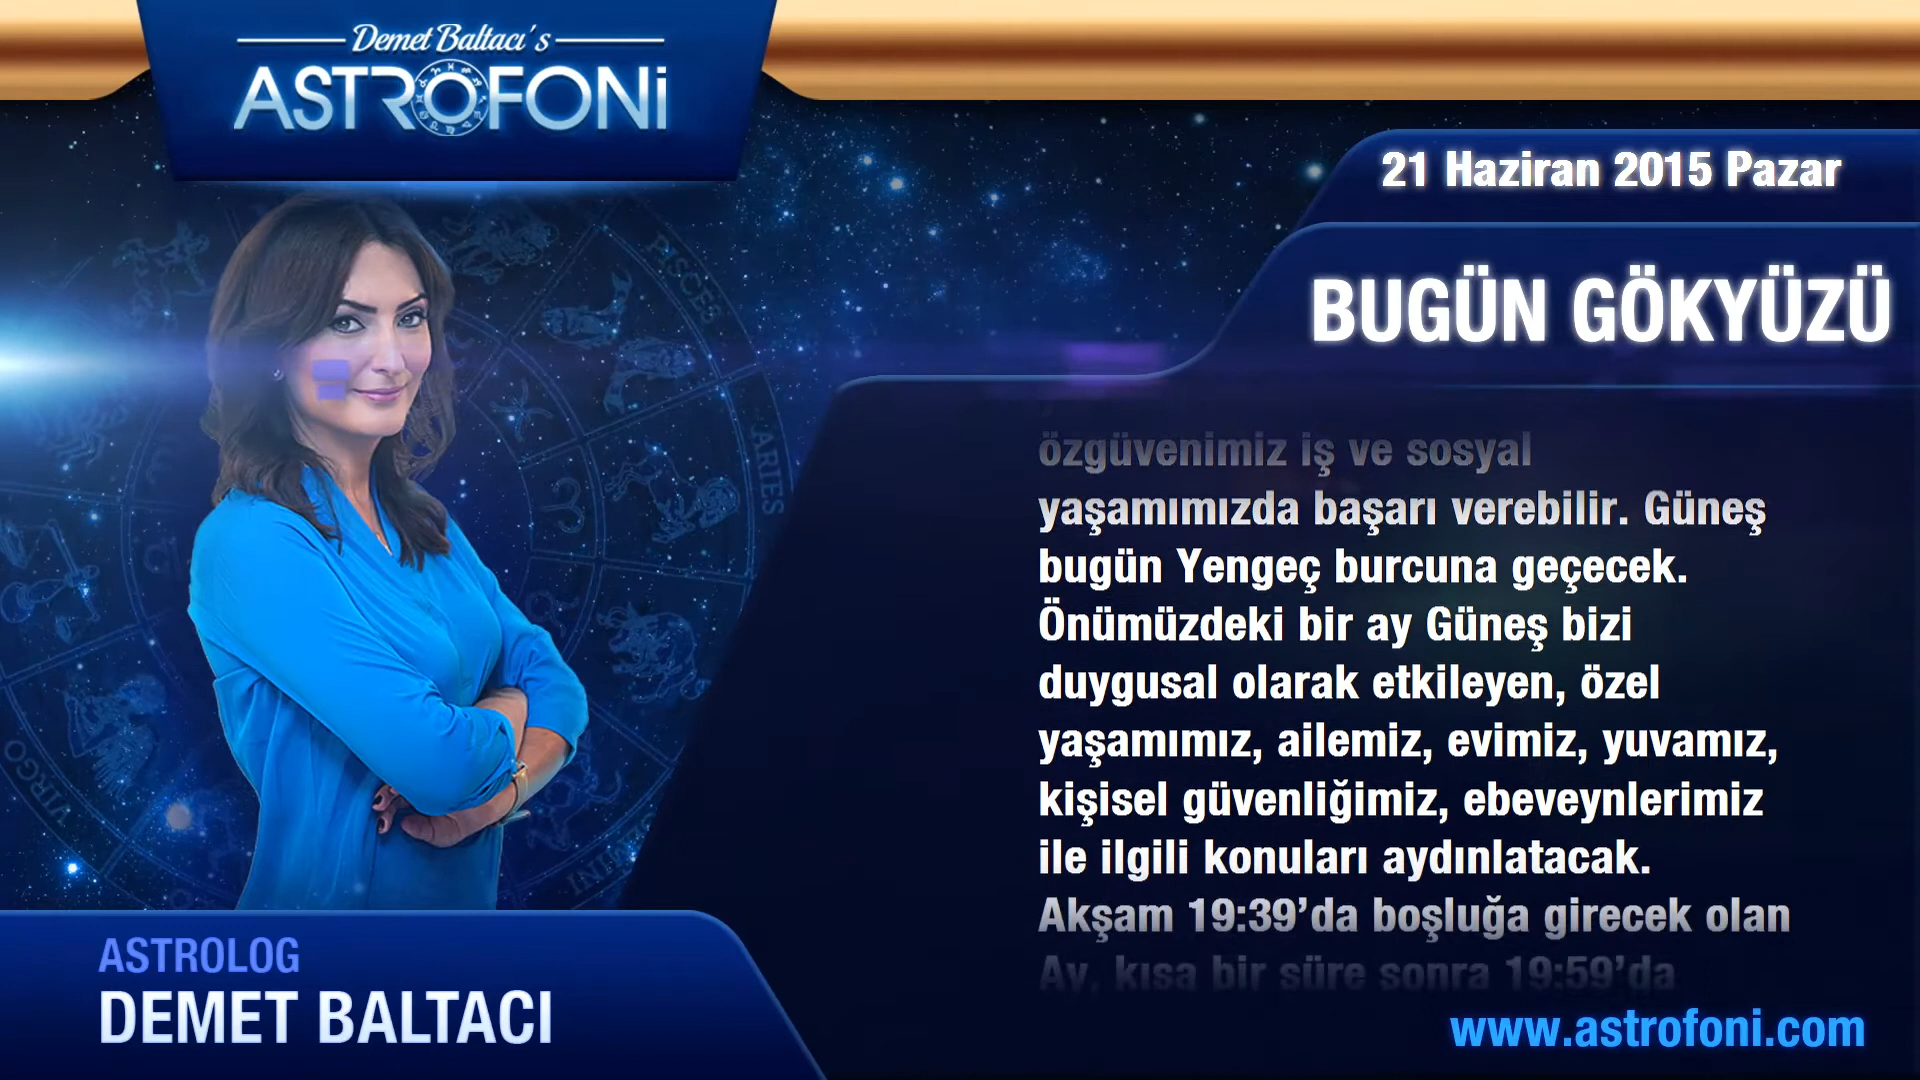 Demet Baltacı's
ASTROFONİ
21 Haziran 2015 Pazar
BUGÜN GÖKYÜZÜ
PISCES
ARIES
VIRGO
özgüvenimiz iş ve sosyal
yaşamımızda başarı verebilir. Güneş
bugün Yengeç burcuna geçecek.
Önümüzdeki bir ay Güneş bizi
duygusal olarak etkileyen, özel
yaşamımız, ailemiz, evimiz, yuvamız,
kişisel güvenliğimiz, ebeveynlerimiz
ile ilgili konuları aydınlatacak.
Akşam 19:39’da boşluğa girecek olan
Ay, kısa bir süre sonra 19:59’da
ASTROLOG
DEMET BALTACI
www.astrofoni.com